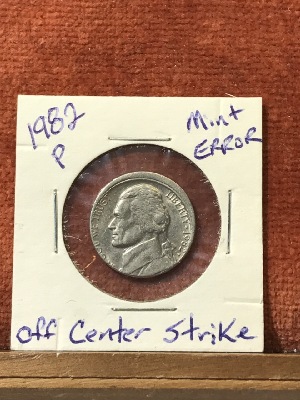 1982 Mint
P ERROR
LIBERTY
Off Center Strike